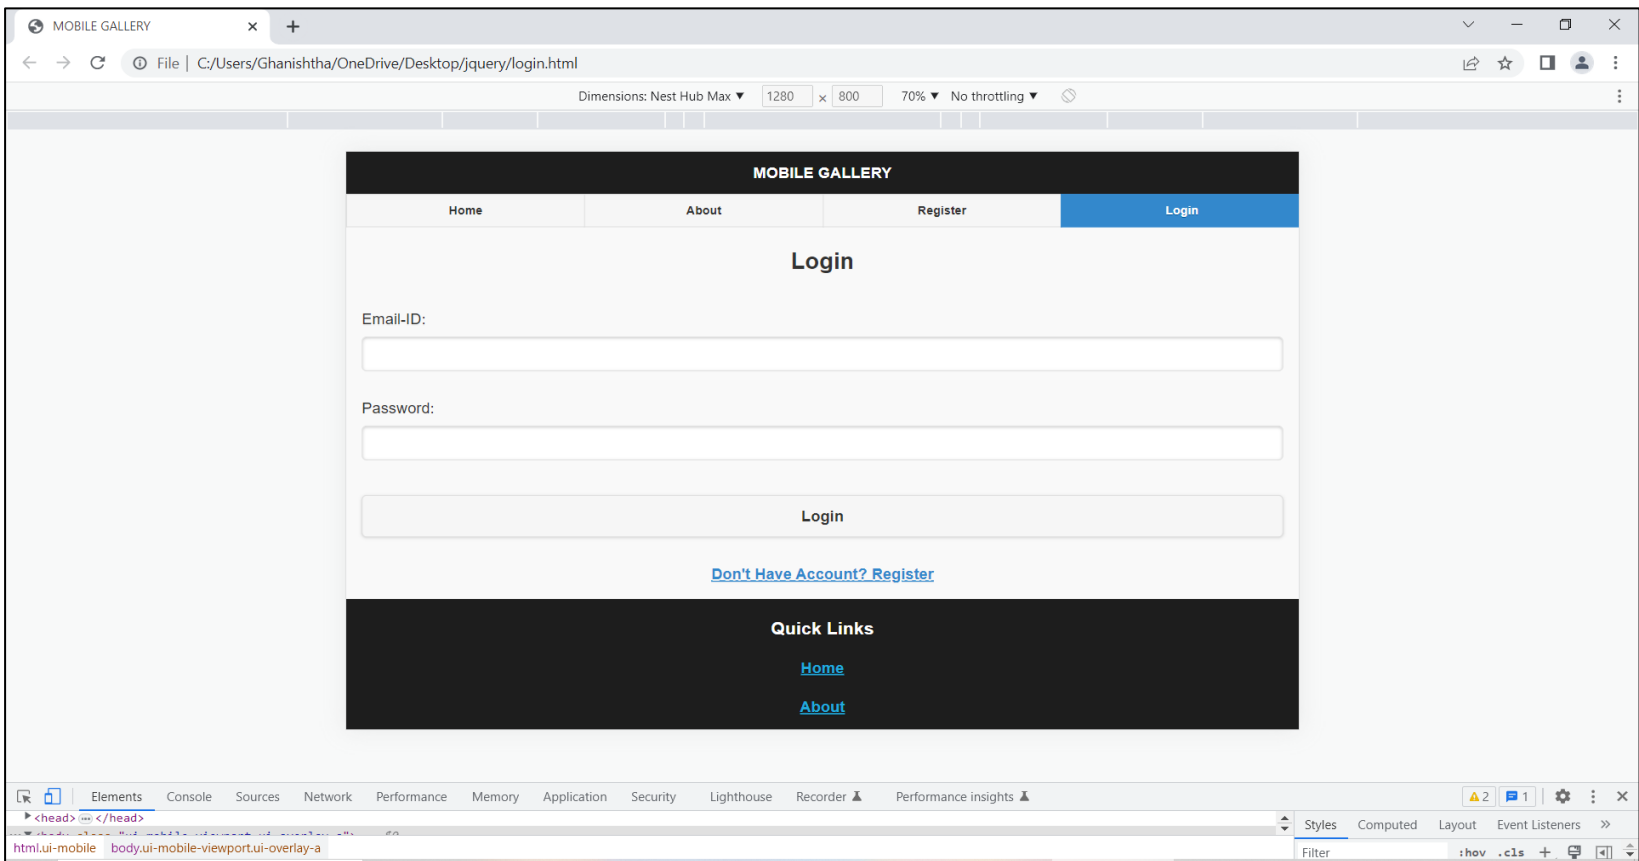 MOBILE GALLERY
File | C:/Users/Ghanishtha/OneDrive/Desktop/jquery/login.html
Dimensions: Nest Hub Max ▼ 1280 × 800 70% ▼ No throttling ▼
MOBILE GALLERY
Home About Register Login
Login
Email-ID:
Password:
Login
Don't Have Account? Register
Quick Links
Home
About
Elements Console Sources Network Performance Memory Application Security Lighthouse Recorder Performance insights 2 1
<head> </head>
Styles Computed Layout Event Listeners
html.ui-mobile body.ui-mobile-viewport.ui-overlay-a
Filter :hov .cls